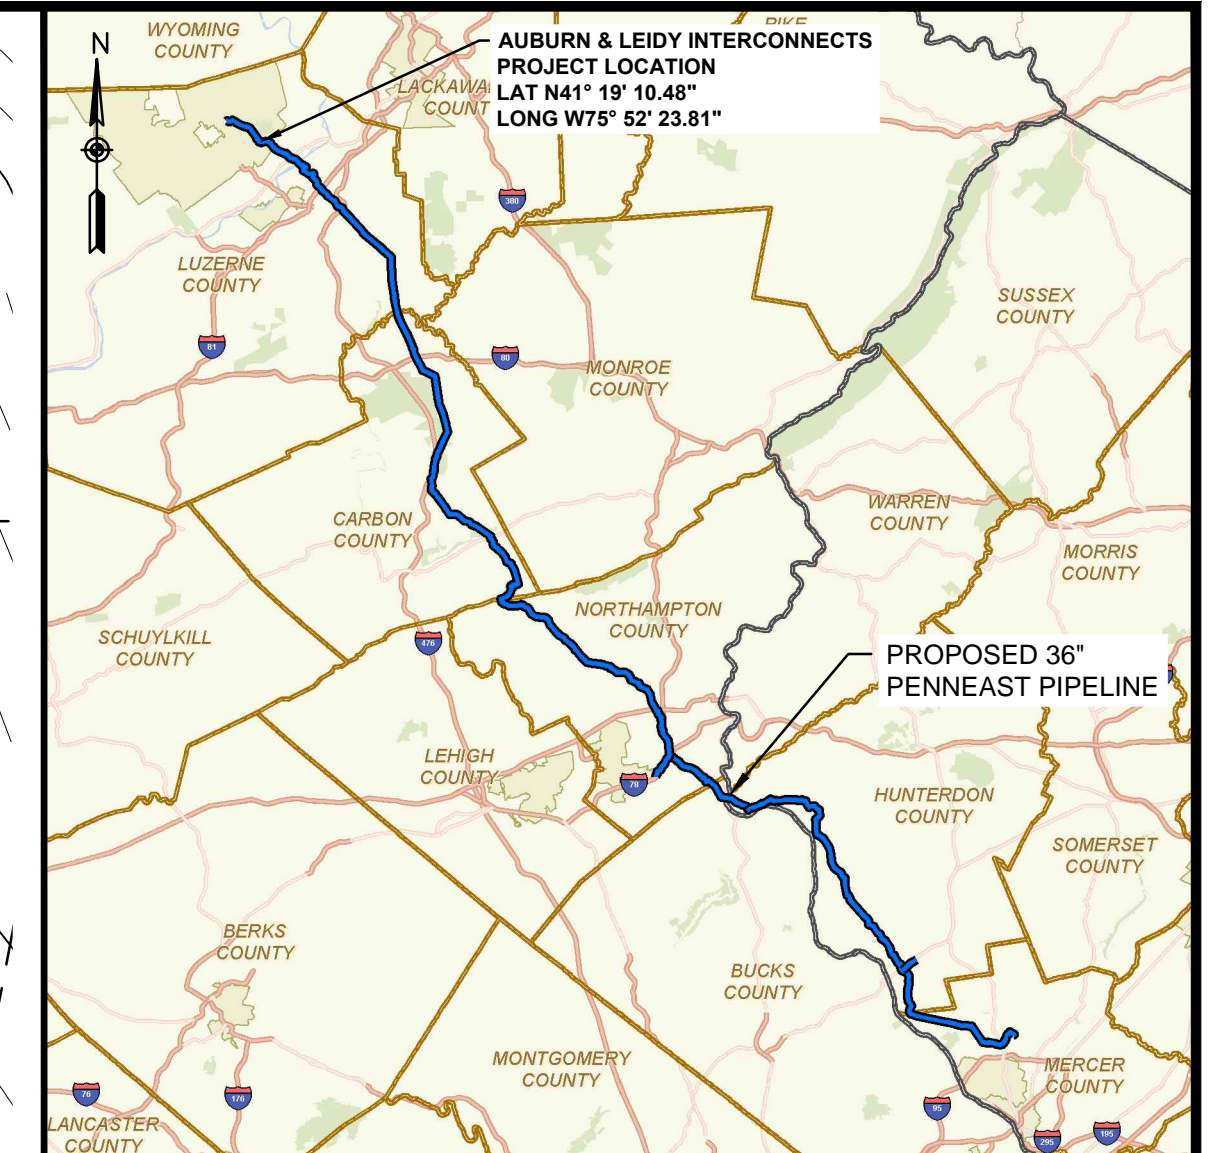 WYOMING
COUNTY
PIKE
N
AUBURN & LEIDY INTERCONNECTS
PROJECT LOCATION
LAT N41° 19' 10.48"
LONG W75° 52' 23.81"
LACKAWA
COUNT
380
LUZERNE
COUNTY
SUSSEX
COUNTY
81
80
MONROE
COUNTY
CARBON
COUNTY
WARREN
COUNTY
MORRIS
COUNTY
NORTHAMPTON
COUNTY
SCHUYLKILL
COUNTY
476
PROPOSED 36"
PENNEAST PIPELINE
LEHIGH
COUNTY
78
HUNTERDON
COUNTY
SOMERSET
COUNTY
BERKS
COUNTY
BUCKS
COUNTY
MONTGOMERY
COUNTY
MERCER
COUNTY
76
176
95
195
295
LANCASTER
COUNTY